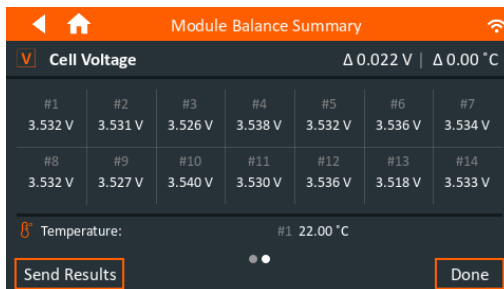 Module Balance Summary
V Cell Voltage Δ 0.022 V | Δ 0.00 ˚C
#1 #2 #3 #4 #5 #6 #7
3.532 V 3.531 V 3.526 V 3.538 V 3.532 V 3.536 V 3.534 V
#8 #9 #10 #11 #12 #13 #14
3.532 V 3.527 V 3.540 V 3.530 V 3.536 V 3.518 V 3.533 V
Temperature: #1 22.00 ˚C
Send Results Done